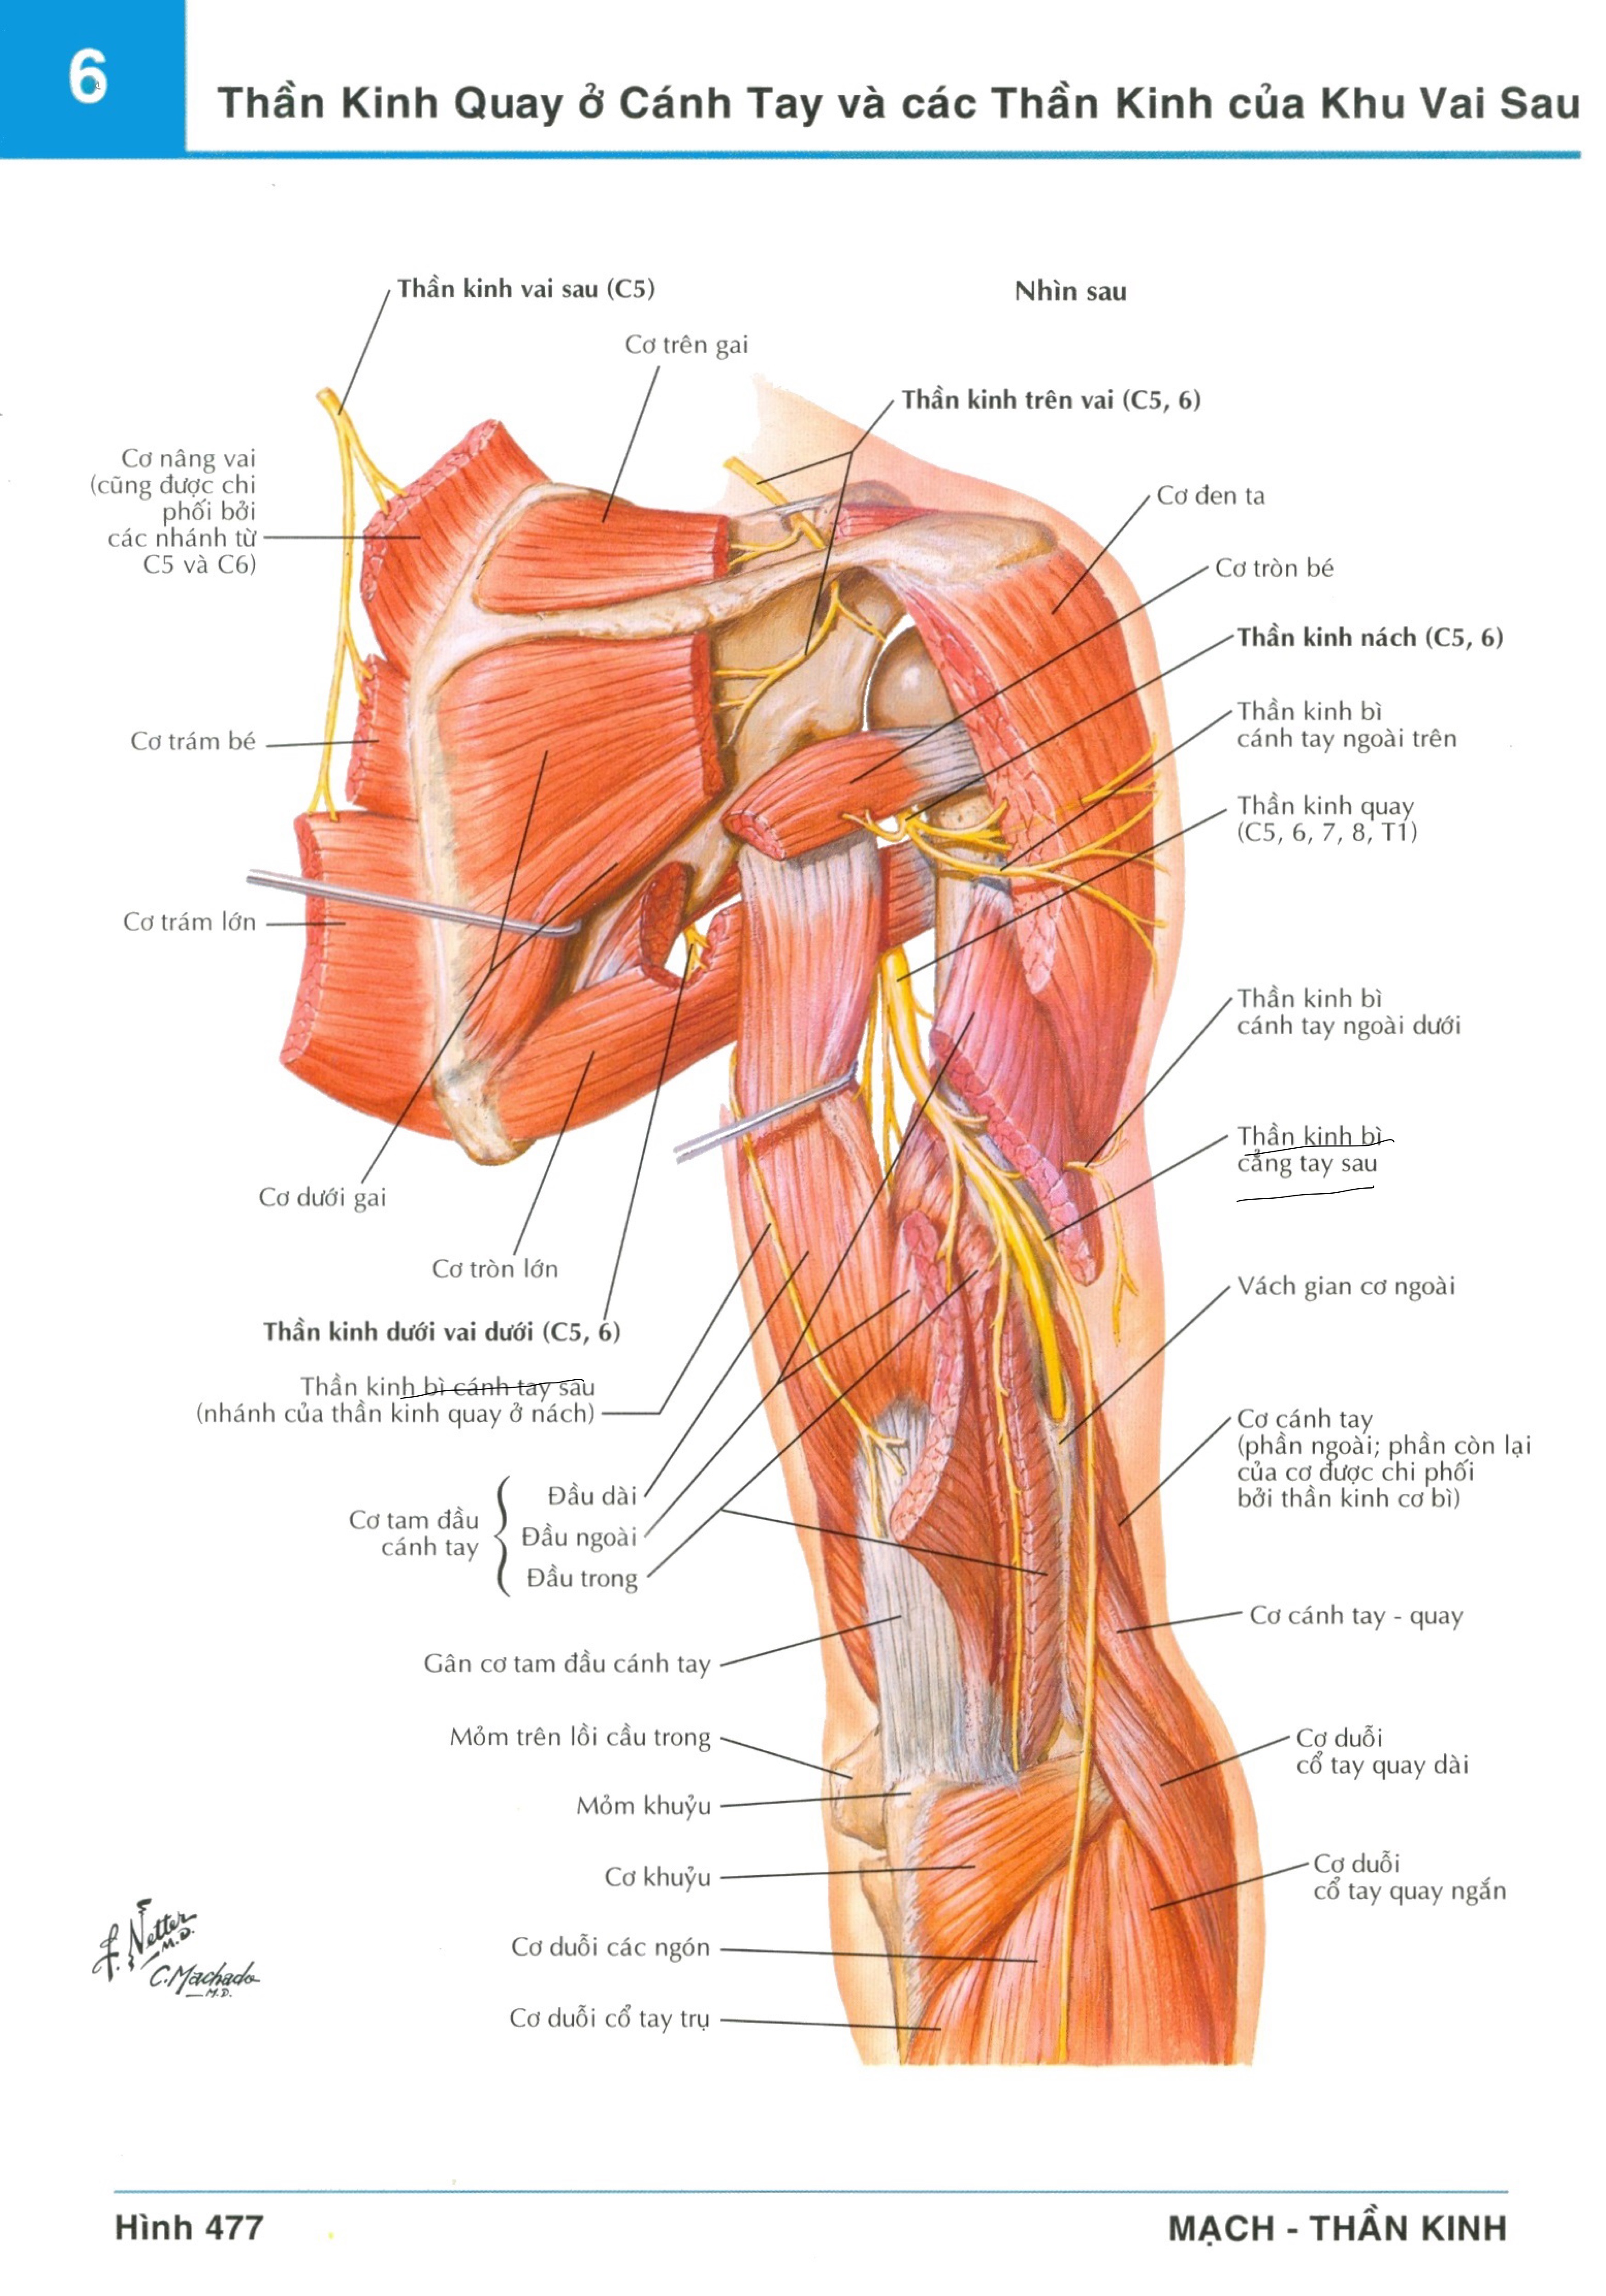 6
Thần Kinh Quay ở Cánh Tay và các Thần Kinh của Khu Vai Sau
Thần kinh vai sau (C5)
Nhìn sau
Cơ trên gai
Thần kinh trên vai (C5, 6)
Cơ nâng vai
(cũng được chi
phối bởi
các nhánh từ
C5 và C6)
Cơ đen ta
Cơ tròn bé
Thần kinh nách (C5, 6)
Thần kinh bì
cánh tay ngoài trên
Cơ trám bé
Thần kinh quay
(C5, 6, 7, 8, T1)
Cơ trám lớn
Thần kinh bì
cánh tay ngoài dưới
Thần kinh bì
cẳng tay sau
Cơ dưới gai
Cơ tròn lớn
Vách gian cơ ngoài
Thần kinh dưới vai dưới (C5, 6)
Thần kinh bì cánh tay sau
(nhánh của thần kinh quay ở nách)
Cơ cánh tay
(phần ngoài; phần còn lại
của cơ được chi phối
bởi thần kinh cơ bì)
Cơ tam đầu
cánh tay
Đầu dài
Đầu ngoài
Đầu trong
Cơ cánh tay - quay
Gân cơ tam đầu cánh tay
Mỏm trên lồi cầu trong
Cơ duỗi
cổ tay quay dài
Mỏm khuỷu
Cơ khuỷu
Cơ duỗi
cổ tay quay ngắn
Cơ duỗi các ngón
Cơ duỗi cổ tay trụ
F. Netter
M.D.
C. Machado
M.D.
Hình 477
MẠCH - THẦN KINH